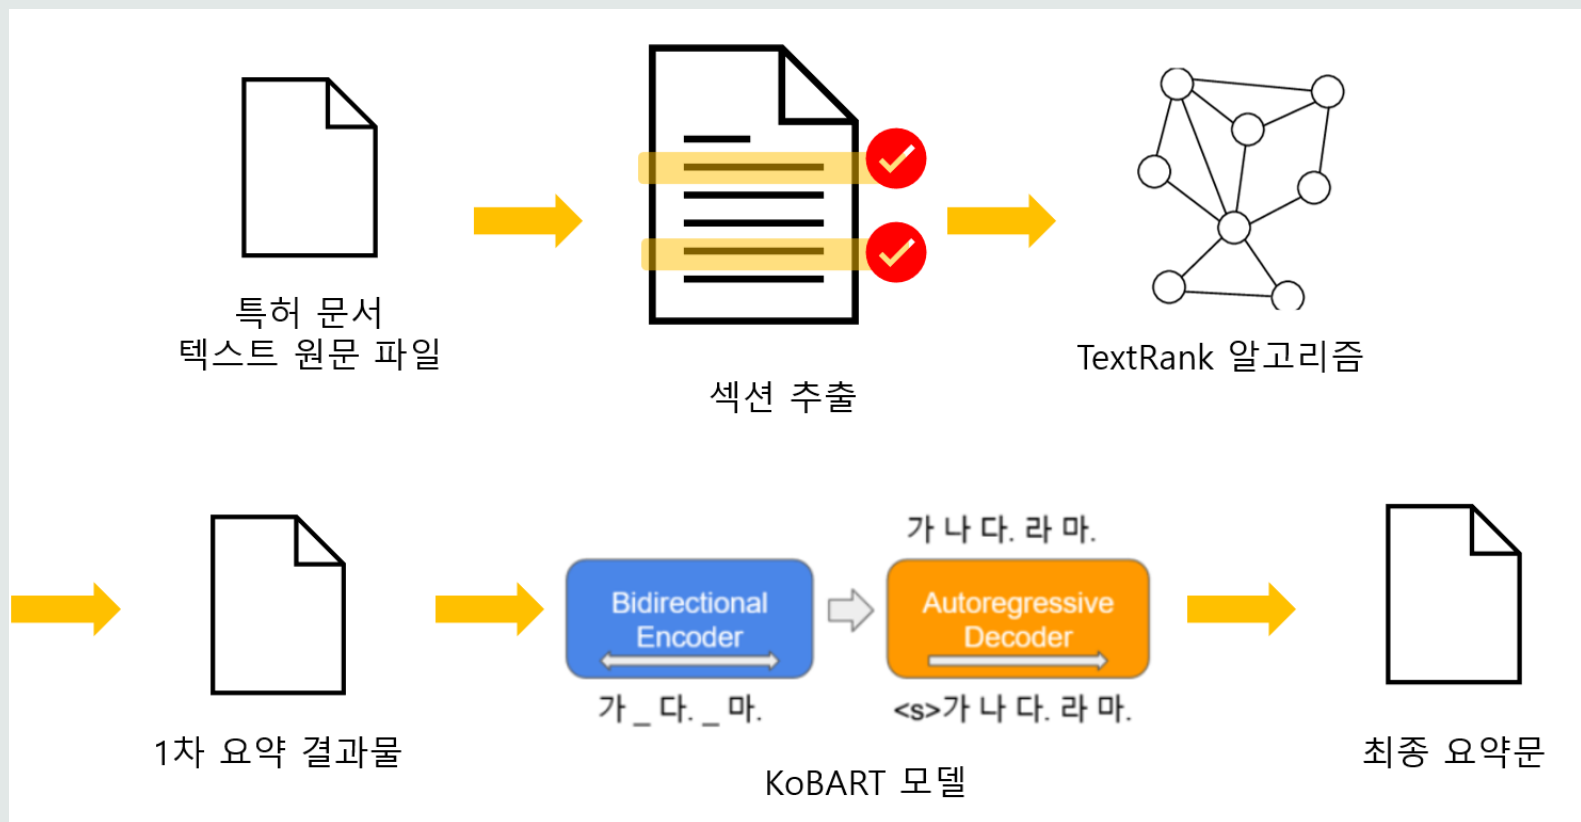 특허 문서
텍스트 원문 파일
섹션 추출
TextRank 알고리즘
1차 요약 결과물
가 나 다. 라 마.
Bidirectional
Encoder
Autoregressive
Decoder
가 _ 다. _ 마.
<s>가 나 다. 라 마.
KoBART 모델
최종 요약문